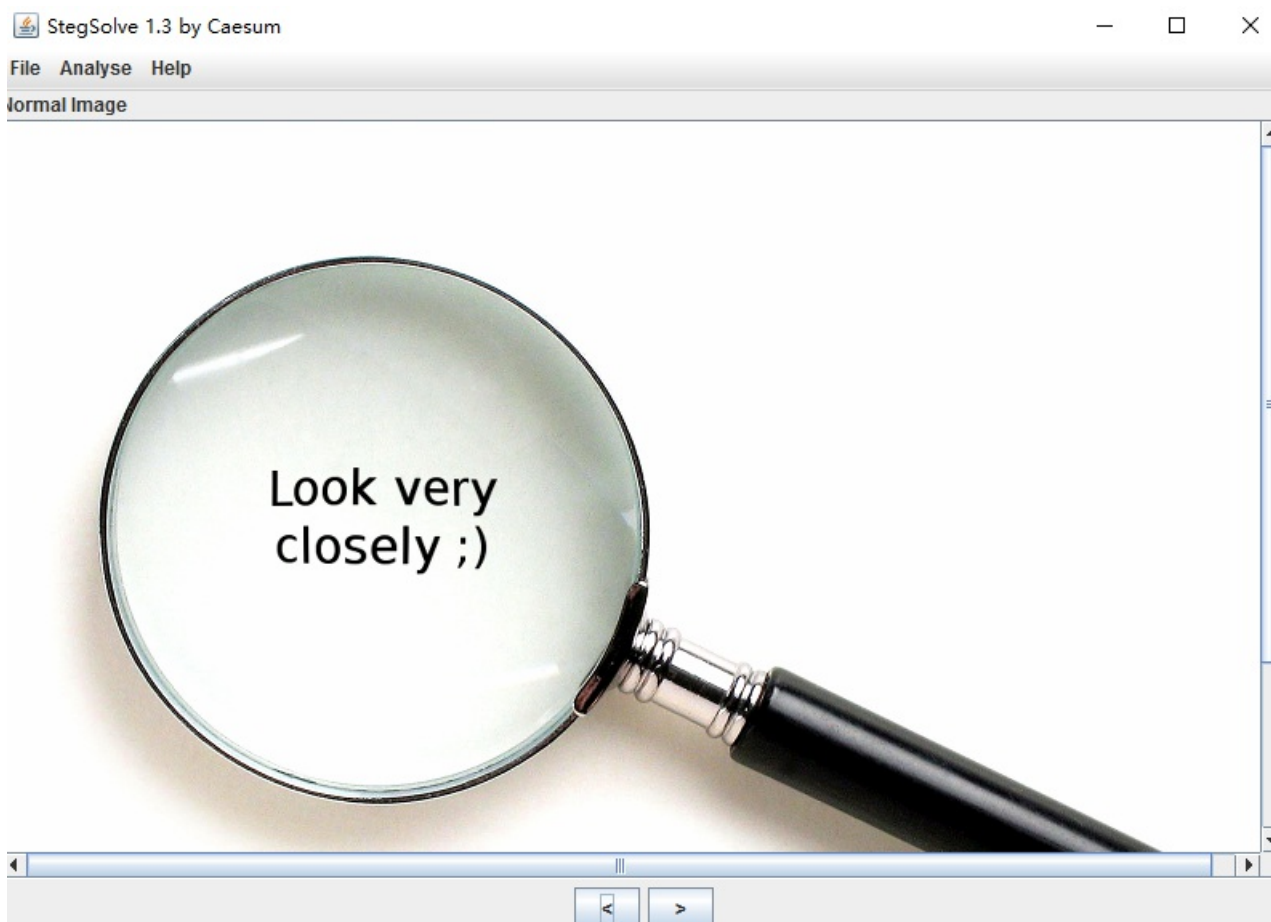 StegSolve 1.3 by Caesum
File Analyse Help
Normal Image
Look very
closely ;)
< >